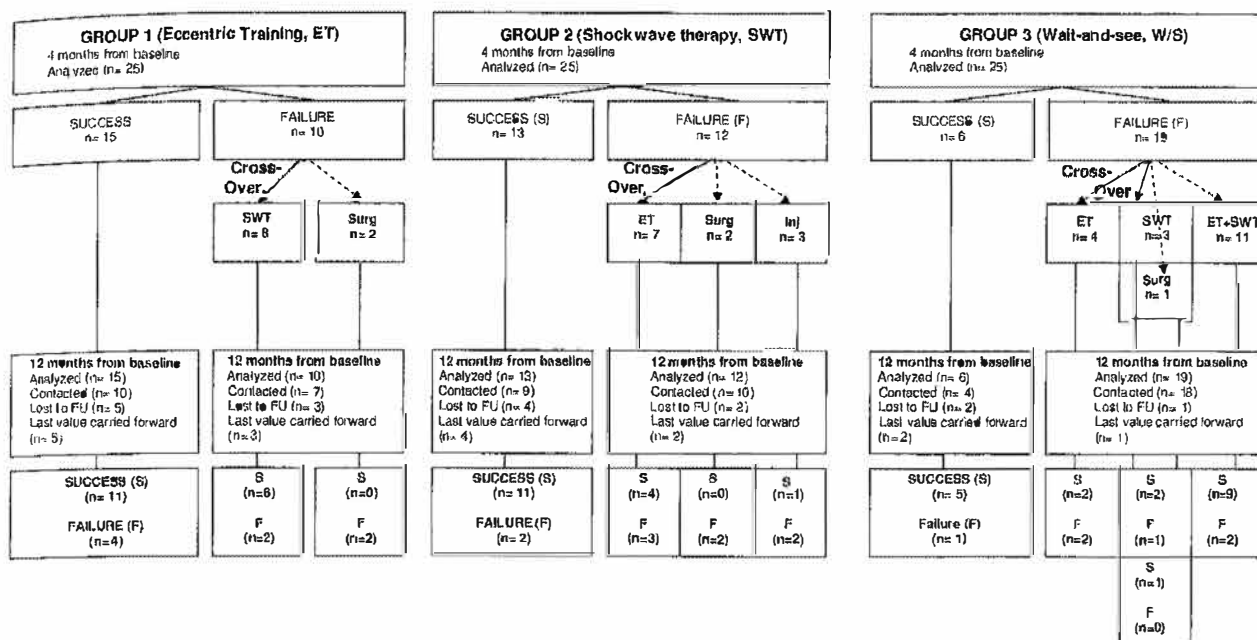 GROUP 1 (Eccentric Training, ET)
4 months from baseline
Analyzed (n= 25)
SUCCESS
n= 15
FAILURE
n= 10
Cross-
Over
SWT
n= 8
Surg
n= 2
12 months from baseline
Analyzed (n= 15)
Contacted (n= 10)
Lost to FU (n= 5)
Last value carried forward
(n= 5)
12 months from baseline
Analyzed (n= 10)
Contacted (n= 7)
Lost to FU (n= 3)
Last value carried forward
(n= 3)
SUCCESS (S)
(n= 11)
FAILURE (F)
(n= 4)
S
(n=6)
F
(n=2)
S
(n=0)
F
(n=2)
GROUP 2 (Shockwave therapy, SWT)
4 months from baseline
Analyzed (n= 25)
SUCCESS (S)
n= 13
FAILURE (F)
n= 12
Cross-
Over
ET
n= 7
Surg
n= 2
Inj
n= 3
12 months from baseline
Analyzed (n= 13)
Contacted (n= 9)
Lost to FU (n= 4)
Last value carried forward
(n= 4)
12 months from baseline
Analyzed (n= 12)
Contacted (n= 10)
Lost to FU (n= 2)
Last value carried forward
(n= 2)
SUCCESS (S)
(n= 11)
FAILURE(F)
(n= 2)
S
(n=4)
F
(n=3)
S
(n=0)
F
(n=2)
S
(n=1)
F
(n=2)
GROUP 3 (Wait-and-see, W/S)
4 months from baseline
Analyzed (n= 25)
SUCCESS (S)
n= 6
FAILURE (F)
n= 19
Cross-
Over
ET
n= 4
SWT
n= 3
ET+SWT
n= 11
Surg
n= 1
12 months from baseline
Analyzed (n= 6)
Contacted (n= 4)
Lost to FU (n= 2)
Last value carried forward
(n= 2)
12 months from baseline
Analyzed (n= 19)
Contacted (n= 18)
Lost to FU (n= 1)
Last value carried forward
(n= 1)
SUCCESS (S)
(n= 5)
Failure (F)
(n= 1)
S
(n=2)
F
(n=2)
S
(n=2)
F
(n=1)
S
(n=9)
F
(n=2)
S
(n=1)
F
(n=0)